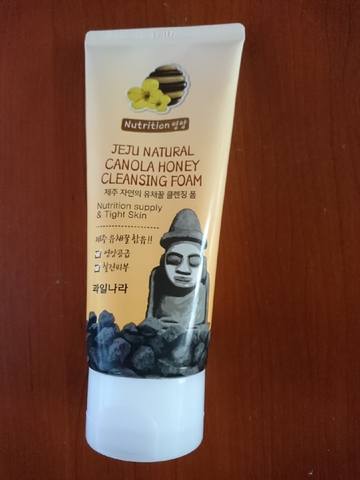 Nutrition 영양
JEJU NATURAL
CANOLA HONEY
CLEANSING FOAM
제주 자연의 유채꿀 클렌징 폼
Nutrition supply
& Tight Skin
제주 유채꿀 함유!!
영양공급
당긴피부
과일나라